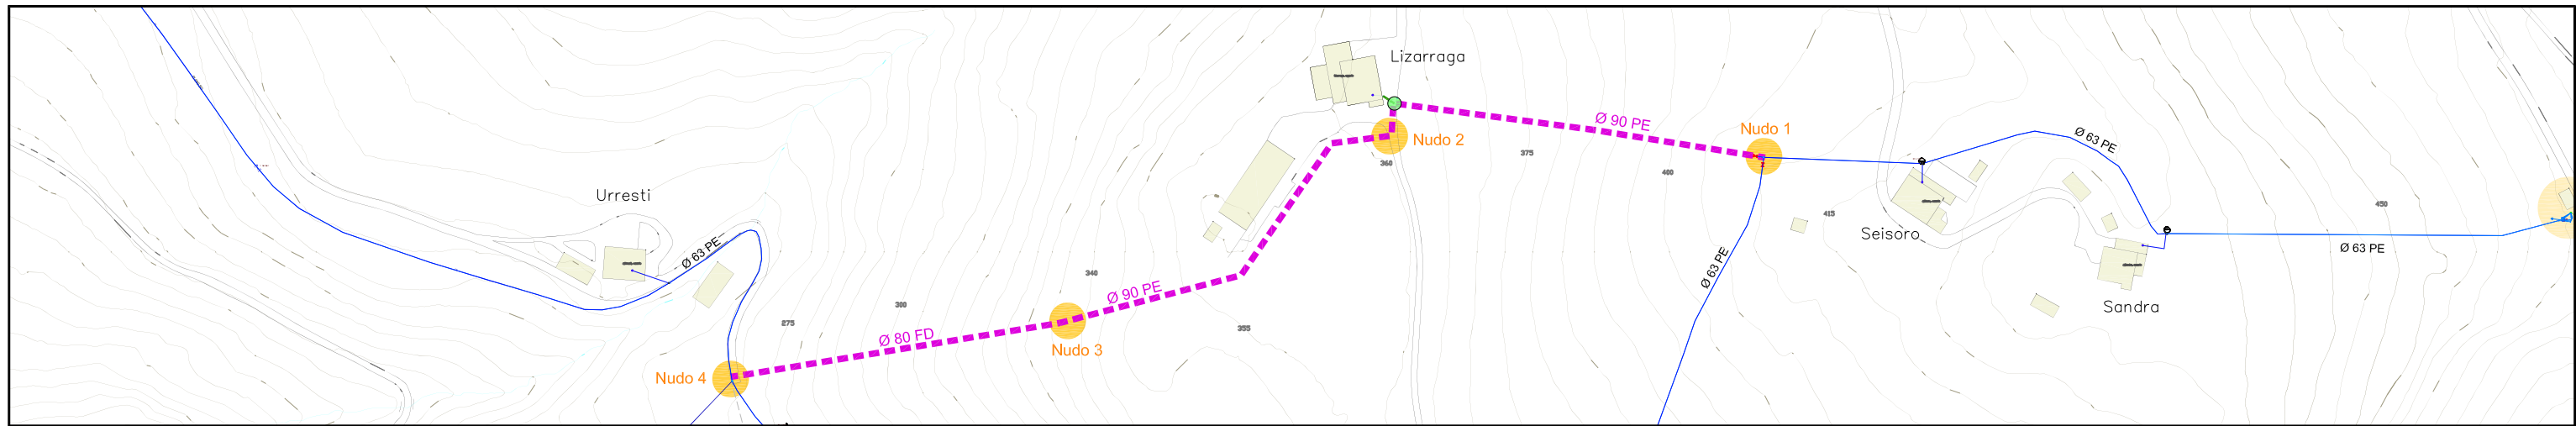 Lizarraga
Ø 90 PE
Nudo 1
Nudo 2
Ø 63 PE
360
375
400
415
450
Urresti
Seisoro
Ø 63 PE
Ø 63 PE
Ø 63 PE
340
Ø 90 PE
300
Sandra
275
355
Ø 80 FD
Nudo 3
Nudo 4